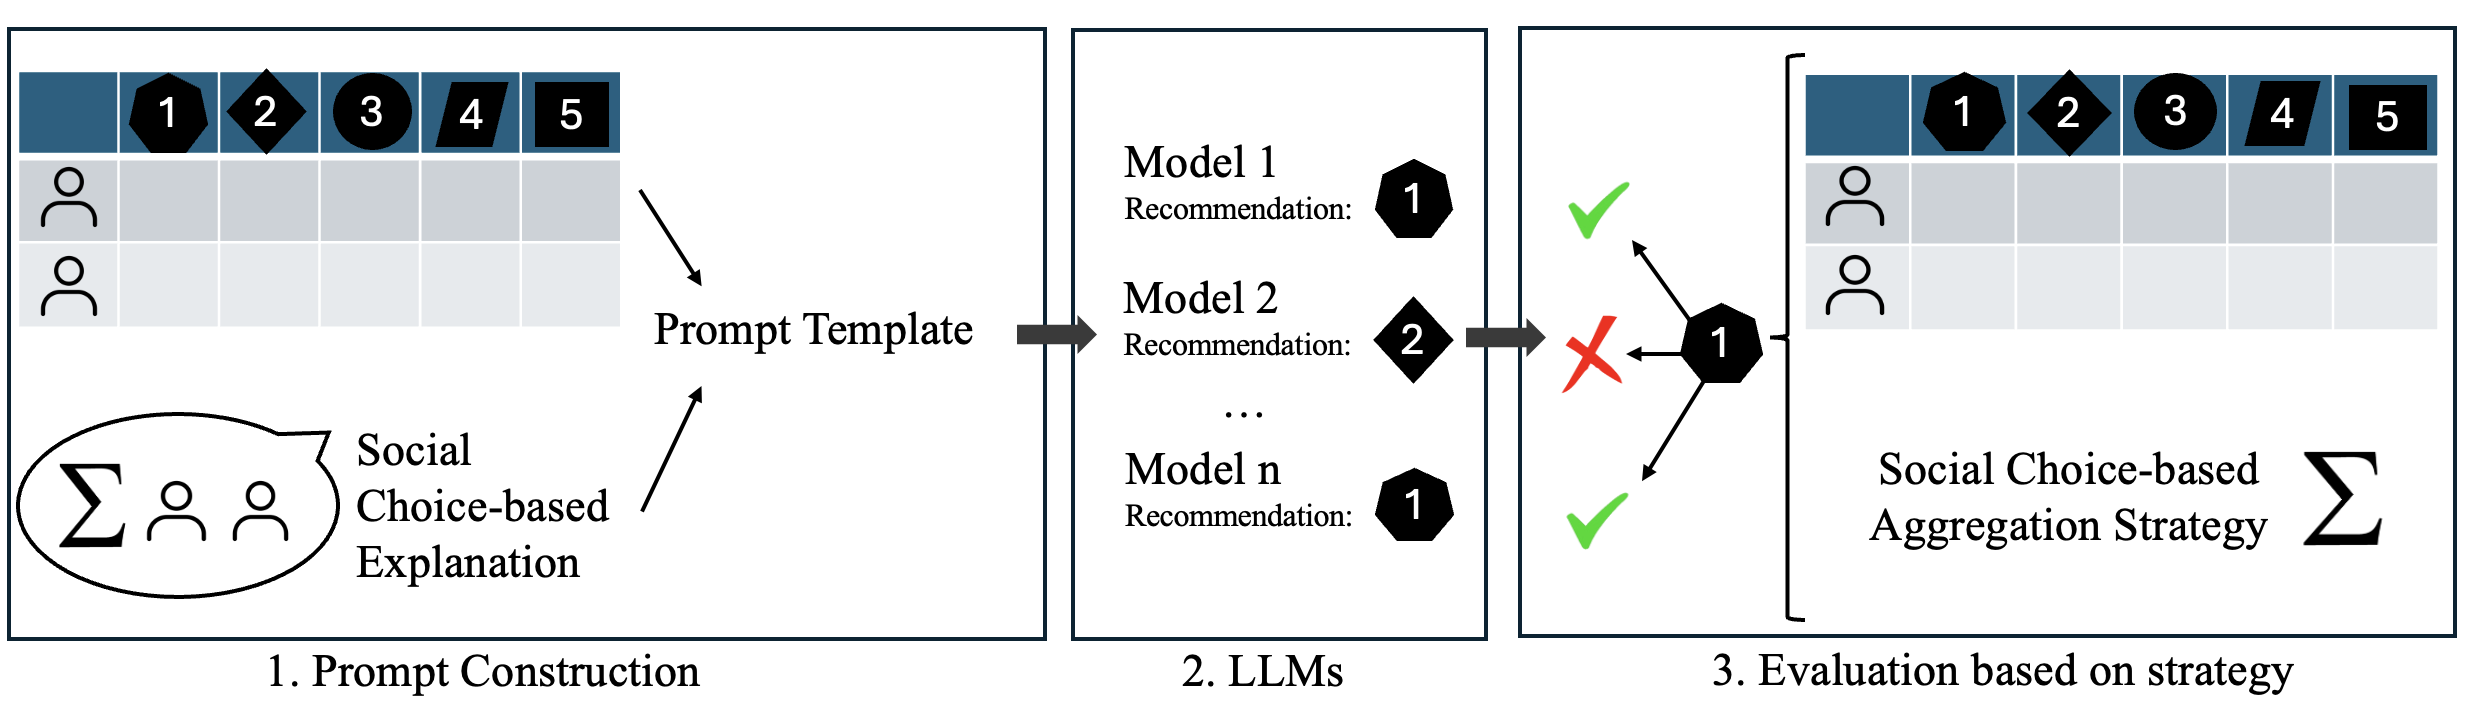 1 2 3 4 5
Prompt Template
Σ
Social
Choice-based
Explanation
1. Prompt Construction
Model 1
Recommendation: 1
Model 2
Recommendation: 2
...
Model n
Recommendation: 1
2. LLMs
1
1 2 3 4 5
Social Choice-based
Aggregation Strategy Σ
3. Evaluation based on strategy